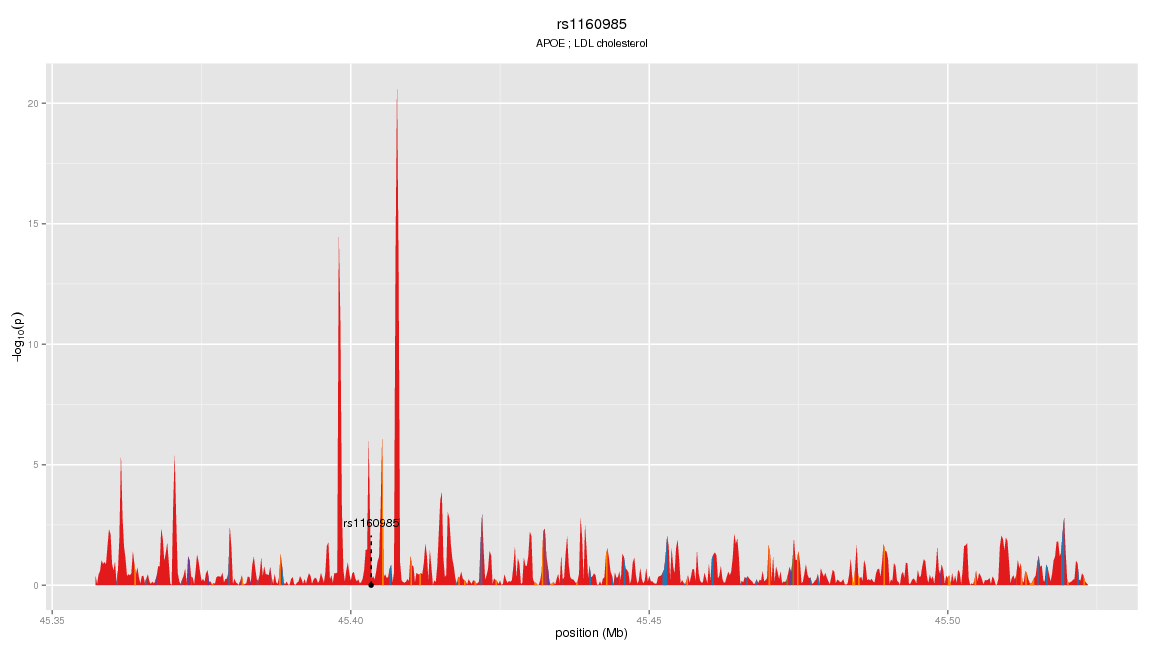 rs1160985
APOE ; LDL cholesterol
20
15
10
5
0
−log10(p)
rs1160985
45.35
45.40
45.45
45.50
position (Mb)